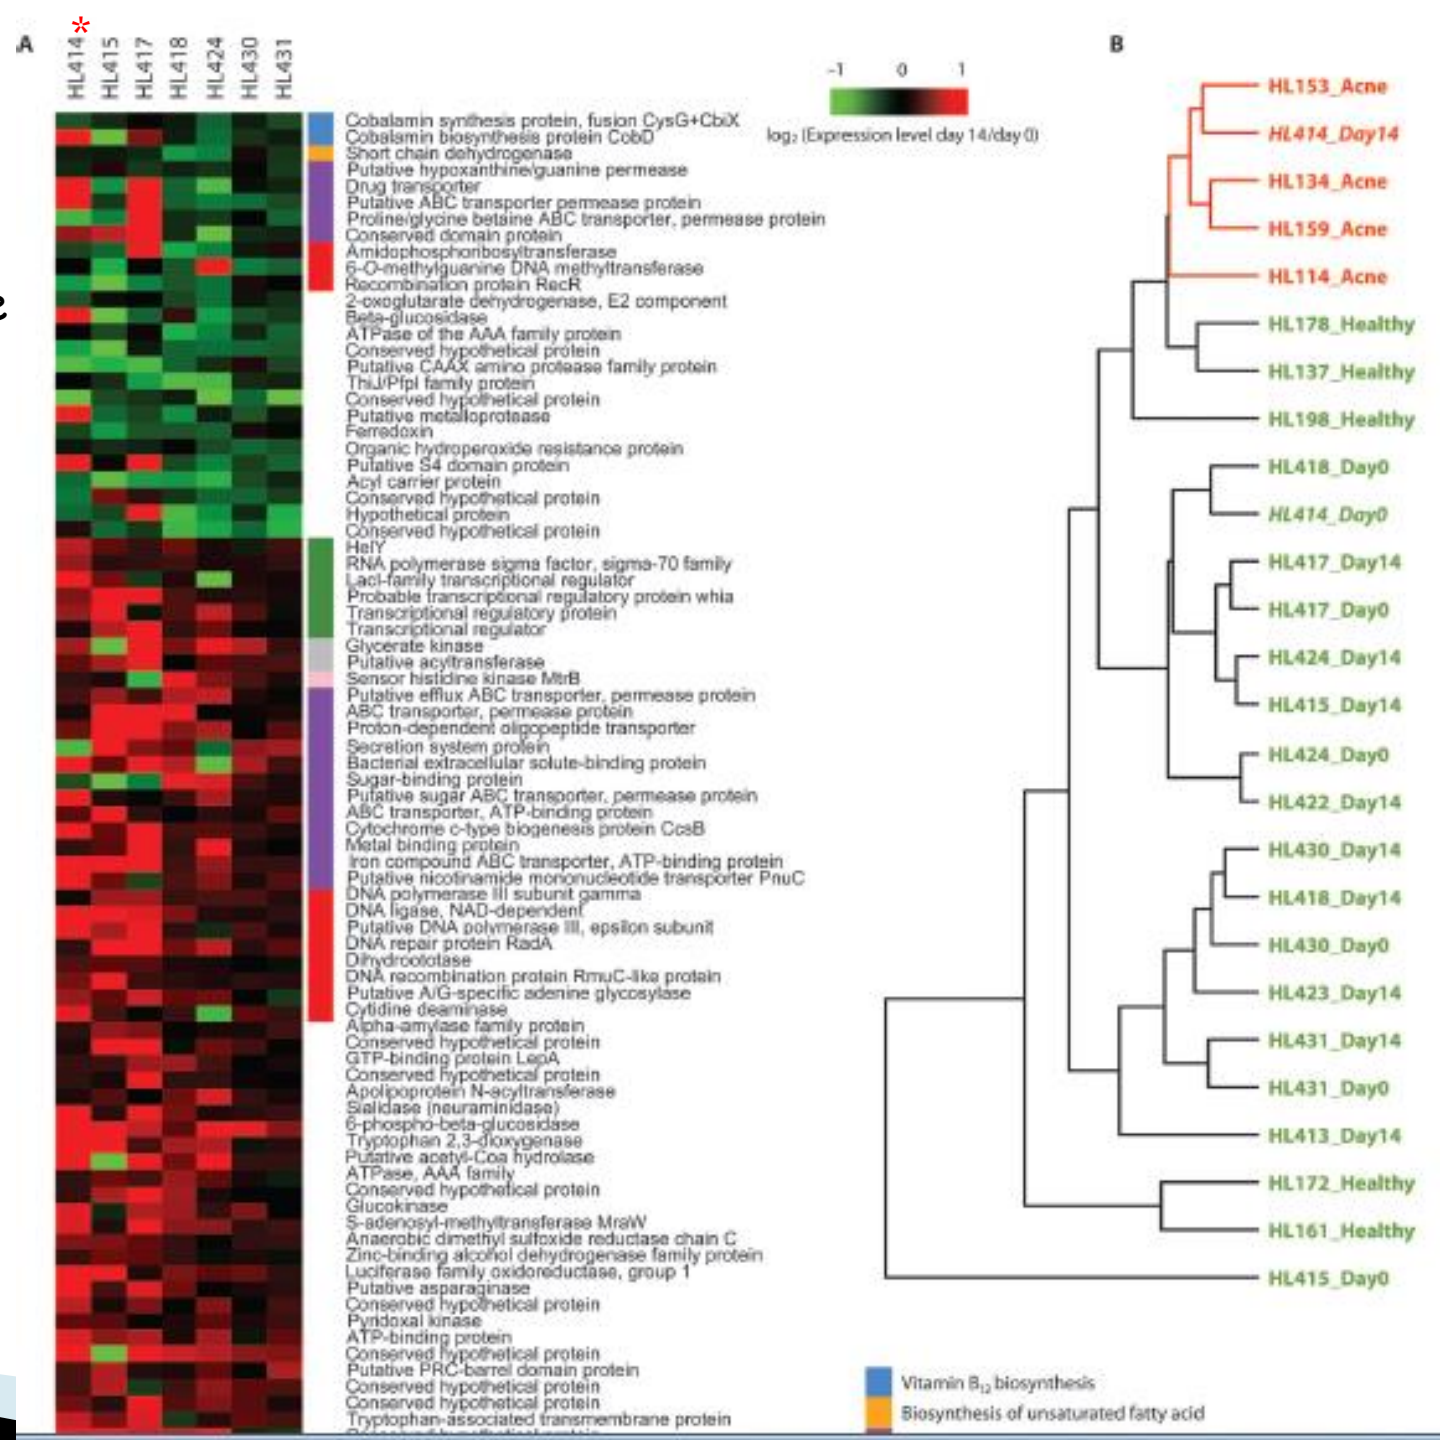 A
*
HL414
HL415
HL417
HL418
HL424
HL430
HL431
Cobalamin synthesis protein, fusion CysG+CbiX
Cobalamin biosynthesis protein CobD
Short chain dehydrogenase
Putative hypoxanthine/guanine permease
Drug transporter
Putative ABC transporter permease protein
Proline/glycine betaine ABC transporter, permease protein
Conserved domain protein
Amidophosphoribosyltransferase
6-O-methylguanine DNA methyltransferase
Recombination protein RecR
2-oxoglutarate dehydrogenase, E2 component
Beta-glucosidase
ATPase of the AAA family protein
Conserved hypothetical protein
Putative CAAX amino protease family protein
ThiJ/PfpI family protein
Conserved hypothetical protein
Putative metalloprotease
Ferredoxin
Organic hydroperoxide resistance protein
Putative S4 domain protein
Acyl carrier protein
Conserved hypothetical protein
Hypothetical protein
Conserved hypothetical protein
HelY
RNA polymerase sigma factor, sigma-70 family
LacI-family transcriptional regulator
Probable transcriptional regulatory protein whia
Transcriptional regulatory protein
Transcriptional regulator
Glycerate kinase
Putative acyltransferase
Sensor histidine kinase MtrB
Putative efflux ABC transporter, permease protein
ABC transporter, permease protein
Proton-dependent oligopeptide transporter
Secretion system protein
Bacterial extracellular solute-binding protein
Sugar-binding protein
Putative sugar ABC transporter, permease protein
ABC transporter, ATP-binding protein
Cytochrome c-type biogenesis protein CcsB
Metal binding protein
Iron compound ABC transporter, ATP-binding protein
Putative nicotinamide mononucleotide transporter PnuC
DNA polymerase III subunit gamma
DNA ligase, NAD-dependent
Putative DNA polymerase III, epsilon subunit
DNA repair protein RadA
Dihydroototase
DNA recombination protein RmuC-like protein
Putative A/G-specific adenine glycosylase
Cytidine deaminase
Alpha-amylase family protein
Conserved hypothetical protein
GTP-binding protein LepA
Conserved hypothetical protein
Apolipoprotein N-acyltransferase
Sialidase (neuraminidase)
6-phospho-beta-glucosidase
Tryptophan 2,3-dioxygenase
Putative acetyl-Coa hydrolase
ATPase, AAA family
Conserved hypothetical protein
Glucokinase
S-adenosyl-methyltransferase MraW
Anaerobic dimethyl sulfoxide reductase chain C
Zinc-binding alcohol dehydrogenase family protein
Luciferase family oxidoreductase, group 1
Putative asparaginase
Conserved hypothetical protein
Pyridoxal kinase
ATP-binding protein
Conserved hypothetical protein
Putative PRC-barrel domain protein
Conserved hypothetical protein
Conserved hypothetical protein
Tryptophan-associated transmembrane protein
–1 0 1
log₂ (Expression level day 14/day 0)
B
HL153_Acne
HL414_Day14
HL134_Acne
HL159_Acne
HL114_Acne
HL178_Healthy
HL137_Healthy
HL198_Healthy
HL418_Day0
HL414_Day0
HL417_Day14
HL417_Day0
HL424_Day14
HL415_Day14
HL424_Day0
HL422_Day14
HL430_Day14
HL418_Day14
HL430_Day0
HL423_Day14
HL431_Day14
HL431_Day0
HL413_Day14
HL172_Healthy
HL161_Healthy
HL415_Day0
Vitamin B₁₂ biosynthesis
Biosynthesis of unsaturated fatty acid